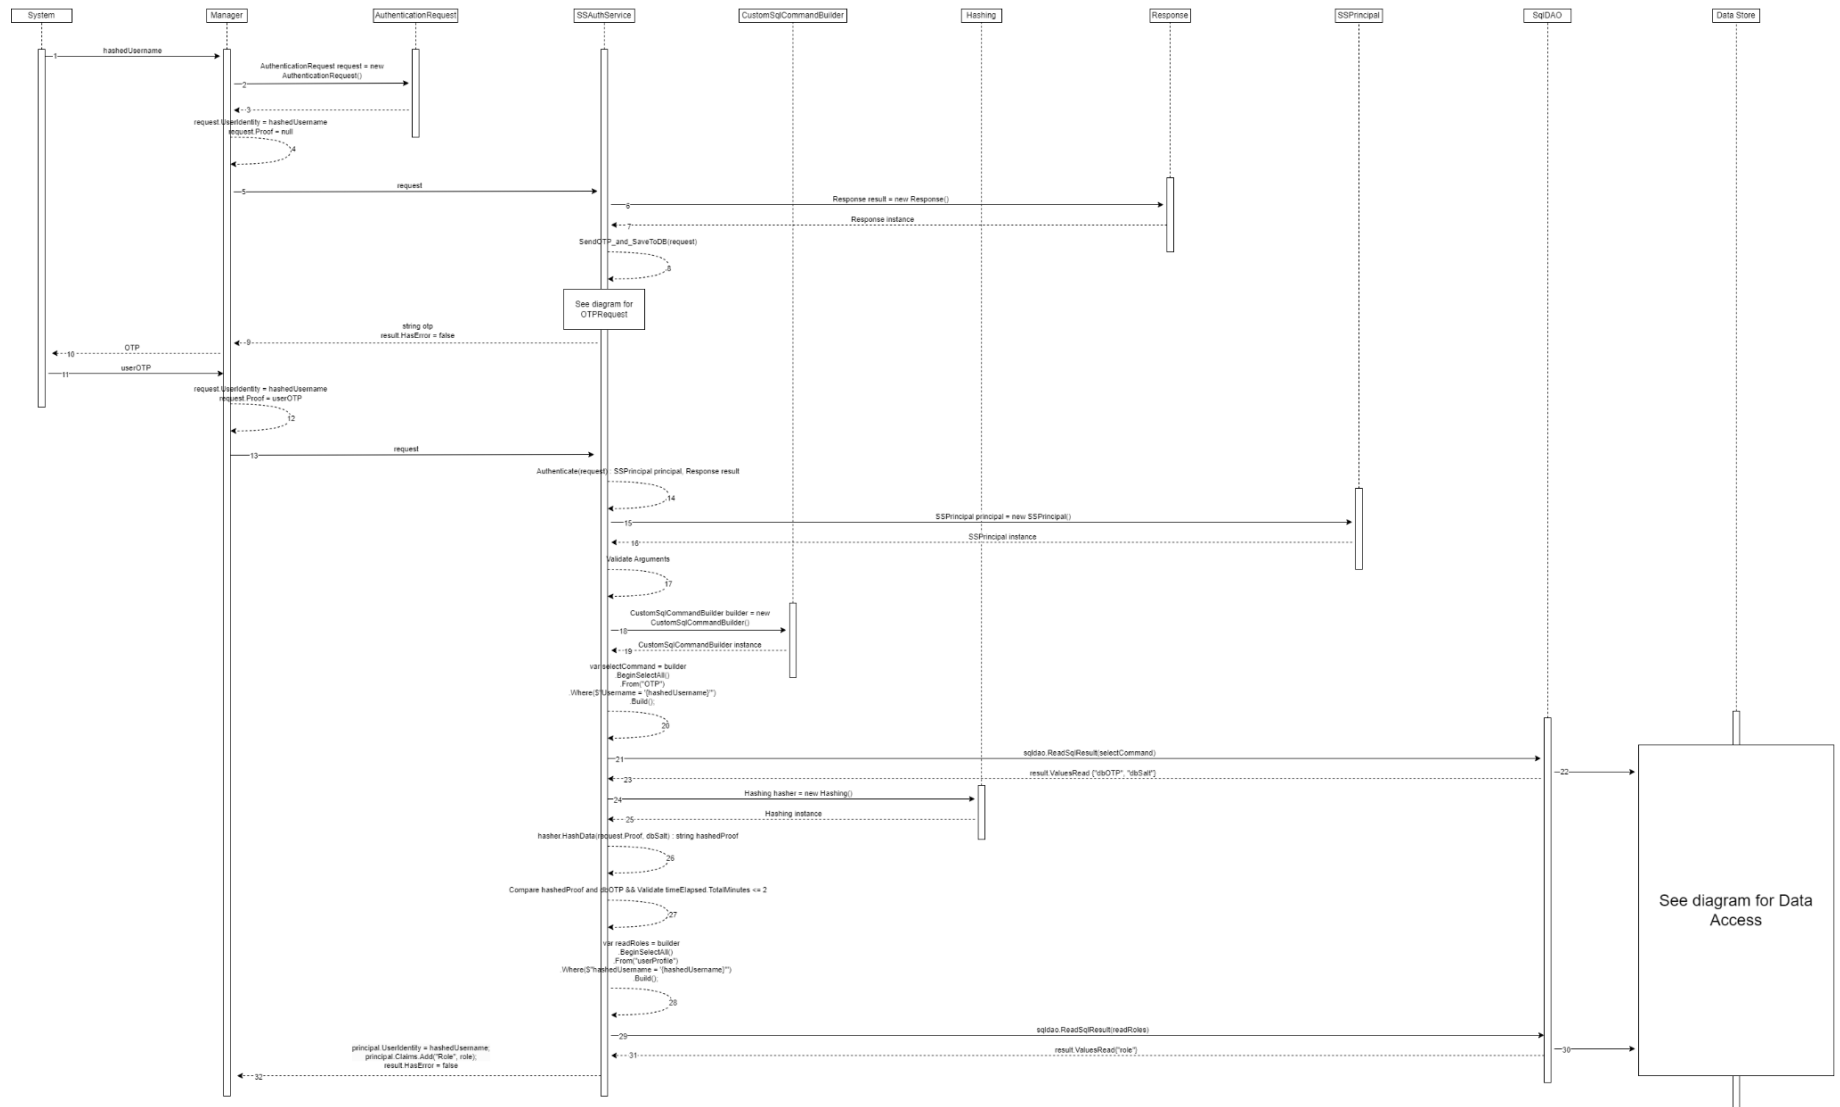 System
Manager
AuthenticationRequest
SSAuthService
CustomSqlCommandBuilder
Hashing
Response
SSPrincipal
SqlDAO
Data Store
hashedUsername
1
AuthenticationRequest request = new
AuthenticationRequest()
2
3
request.UserIdentity = hashedUsername
request.Proof = null
4
request
5
Response result = new Response()
6
Response instance
7
SendOTP_and_SaveToDB(request)
8
See diagram for
OTPRequest
string otp
result.HasError = false
9
OTP
10
userOTP
11
request.UserIdentity = hashedUsername
request.Proof = userOTP
12
request
13
Authenticate(request) : SSPrincipal principal, Response result
14
SSPrincipal principal = new SSPrincipal()
15
SSPrincipal instance
16
Validate Arguments
17
CustomSqlCommandBuilder builder = new
CustomSqlCommandBuilder()
18
CustomSqlCommandBuilder instance
19
var selectCommand = builder
.BeginSelectAll()
.From("OTP")
.Where($"Username = '{hashedUsername}'")
.Build();
20
sqldao.ReadSqlResult(selectCommand)
21
22
result.ValuesRead ["dbOTP", "dbSalt"]
23
Hashing hasher = new Hashing()
24
Hashing instance
25
hasher.HashData(request.Proof, dbSalt) : string hashedProof
26
Compare hashedProof and dbOTP && Validate timeElapsed.TotalMinutes <= 2
27
var readRoles = builder
.BeginSelectAll()
.From("userProfile")
.Where($"hashedUsername = '{hashedUsername}'")
.Build();
28
See diagram for Data
Access
sqldao.ReadSqlResult(readRoles)
29
30
result.ValuesRead["role"]
31
principal.UserIdentity = hashedUsername;
principal.Claims.Add("Role", role);
result.HasError = false
32